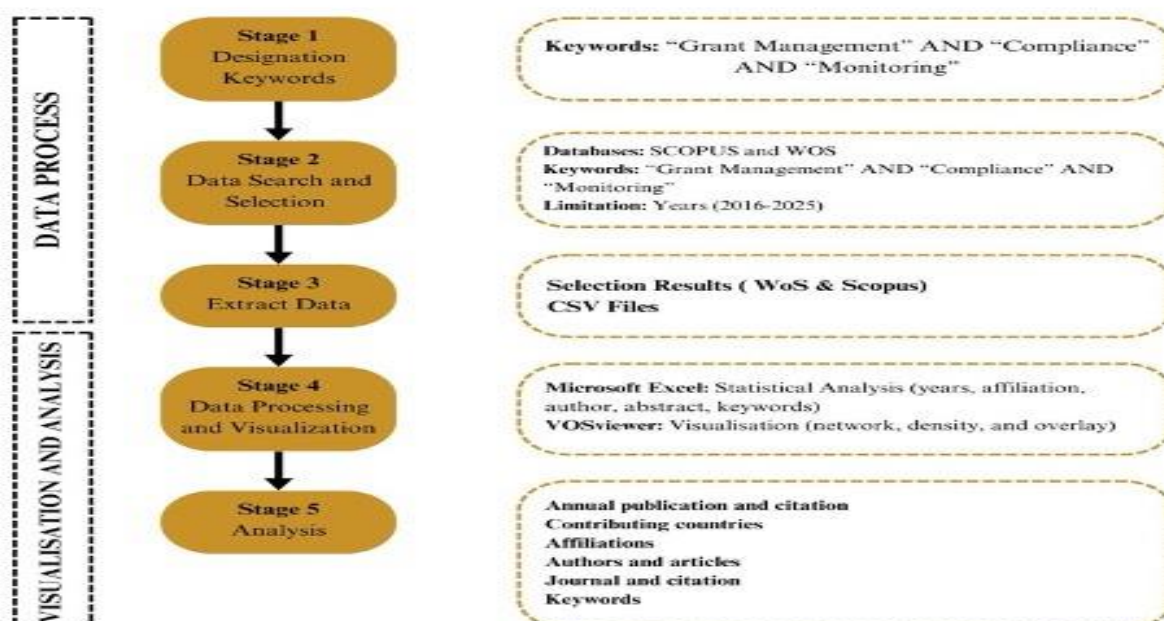 DATA PROCESS
Stage 1
Designation
Keywords
Keywords: “Grant Management” AND “Compliance”
AND “Monitoring”
Stage 2
Data Search and
Selection
Databases: SCOPUS and WOS
Keywords: “Grant Management” AND “Compliance” AND
“Monitoring”
Limitation: Years (2016-2025)
Stage 3
Extract Data
Selection Results ( WoS & Scopus)
CSV Files
VISUALISATION AND ANALYSIS
Stage 4
Data Processing
and Visualization
Microsoft Excel: Statistical Analysis (years, affiliation,
author, abstract, keywords)
VOSviewer: Visualisation (network, density, and overlay)
Stage 5
Analysis
Annual publication and citation
Contributing countries
Affiliations
Authors and articles
Journal and citation
Keywords